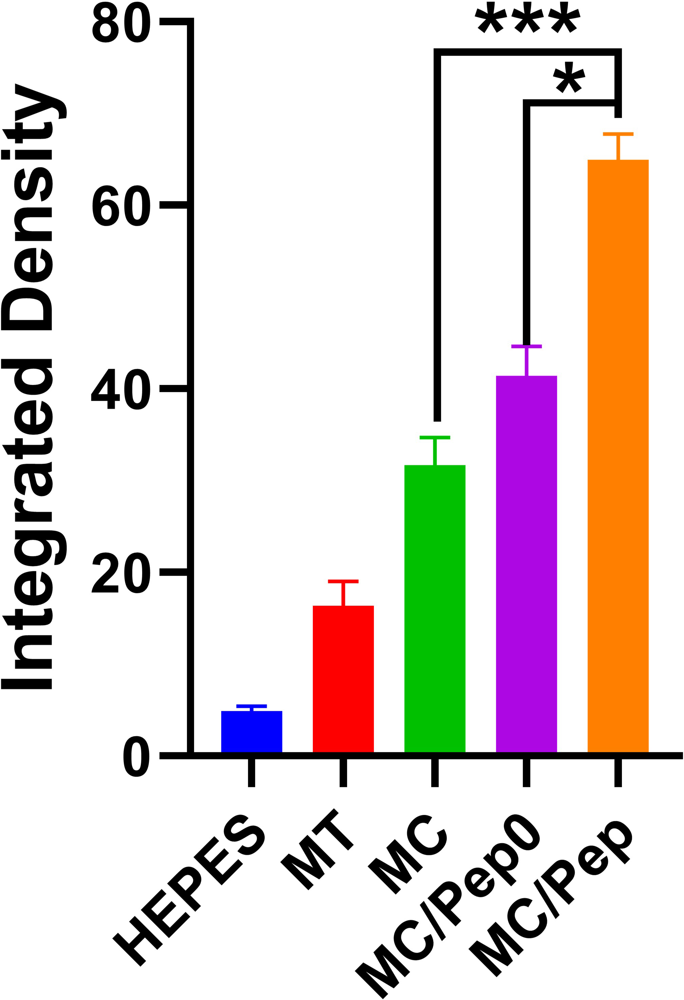 Integrated Density
80
60
40
20
0
***
*
HEPES
MT
MC
MC/Pep0
MC/Pep